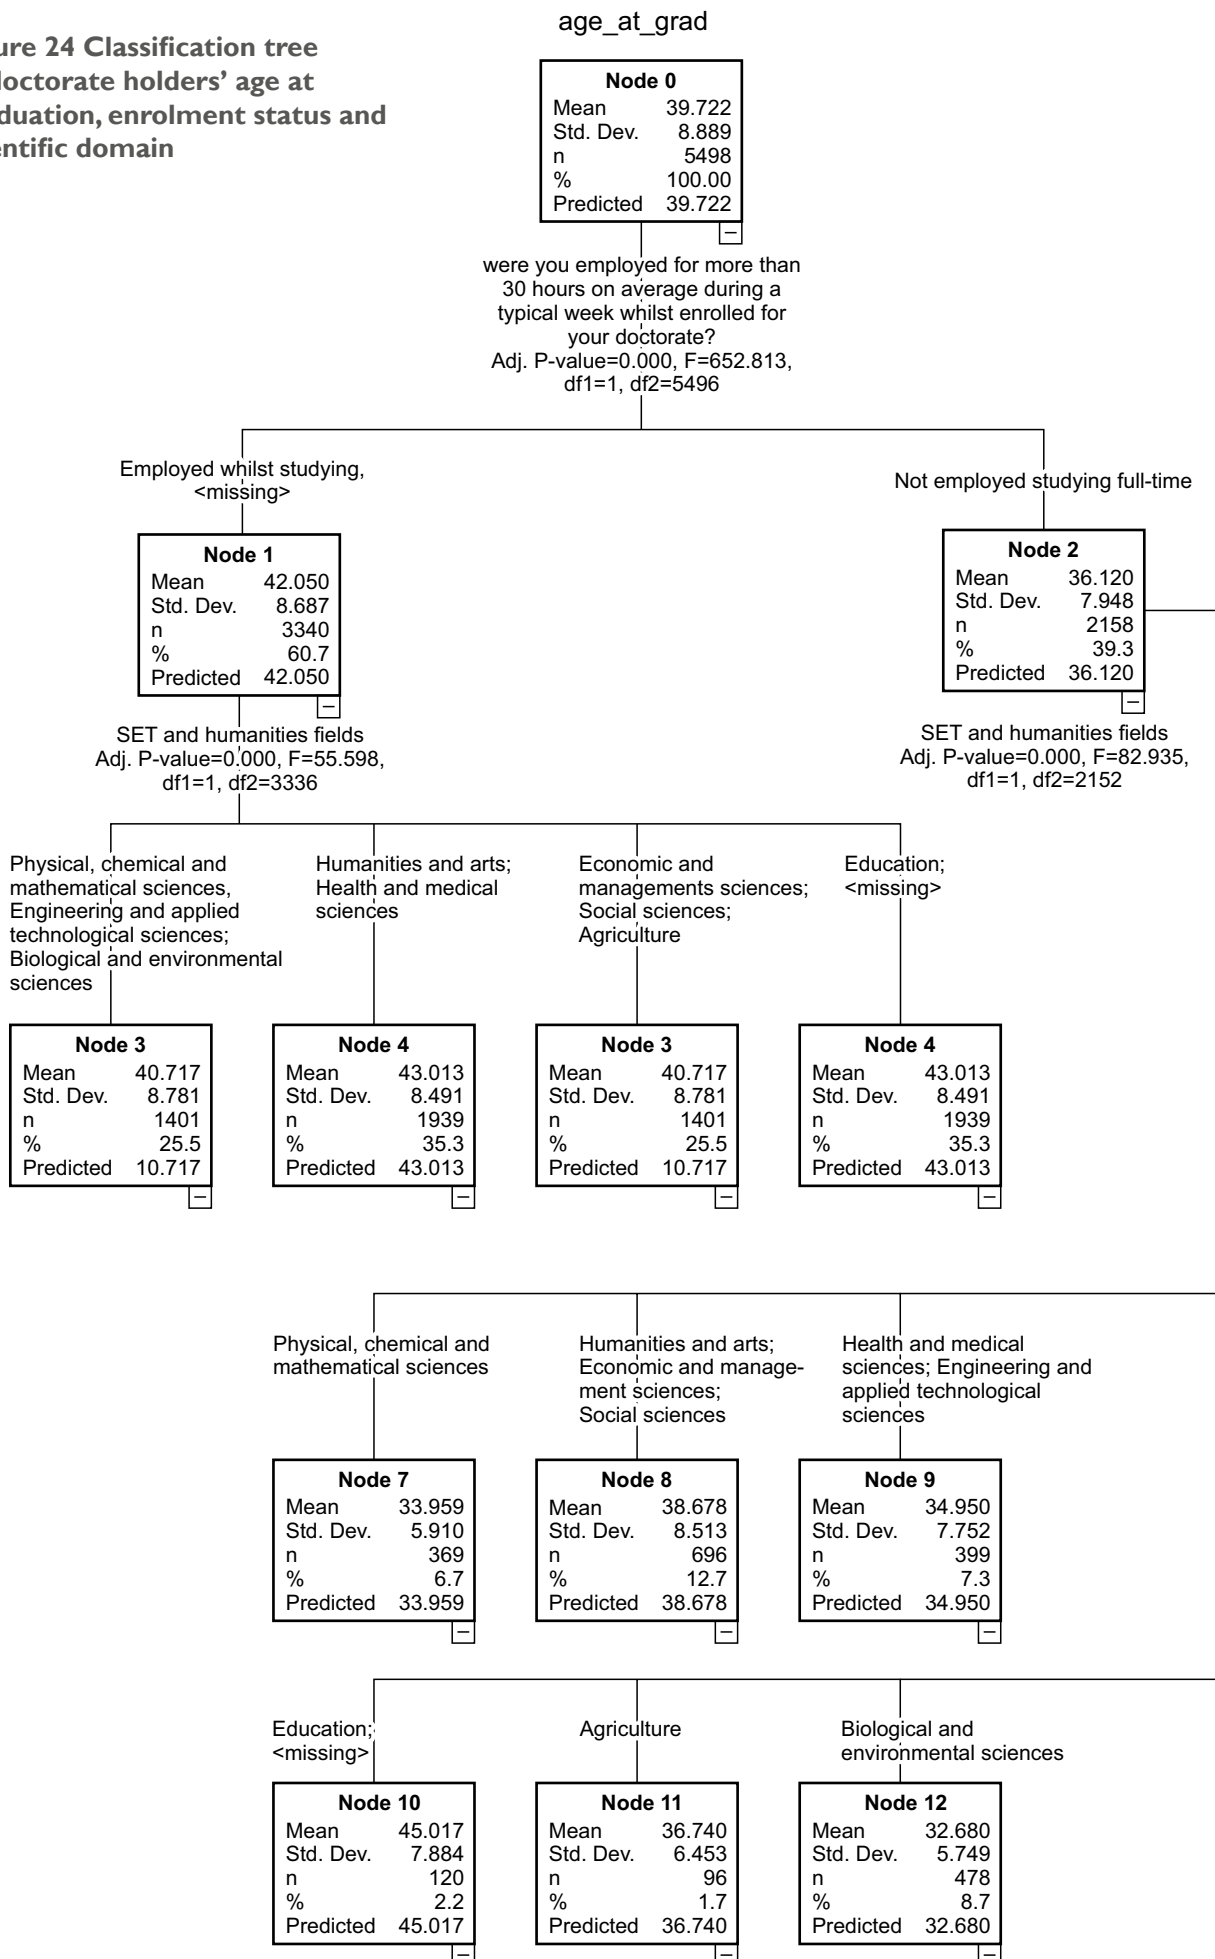 age_at_grad
ure 24 Classification tree
doctorate holders' age at
duation, enrolment status and
entific domain
Node 0
Mean 39.722
Std. Dev. 8.889
n 5498
% 100.00
Predicted 39.722
were you employed for more than
30 hours on average during a
typical week whilst enrolled for
your doctorate?
Adj. P-value=0.000, F=652.813,
df1=1, df2=5496
Employed whilst studying,
<missing>
Not employed studying full-time
Node 1
Mean 42.050
Std. Dev. 8.687
n 3340
% 60.7
Predicted 42.050
Node 2
Mean 36.120
Std. Dev. 7.948
n 2158
% 39.3
Predicted 36.120
SET and humanities fields
Adj. P-value=0.000, F=55.598,
df1=1, df2=3336
SET and humanities fields
Adj. P-value=0.000, F=82.935,
df1=1, df2=2152
Physical, chemical and
mathematical sciences,
Engineering and applied
technological sciences;
Biological and environmental
sciences
Humanities and arts;
Health and medical
sciences
Economic and
managements sciences;
Social sciences;
Agriculture
Education;
<missing>
Node 3
Mean 40.717
Std. Dev. 8.781
n 1401
% 25.5
Predicted 10.717
Node 4
Mean 43.013
Std. Dev. 8.491
n 1939
% 35.3
Predicted 43.013
Node 3
Mean 40.717
Std. Dev. 8.781
n 1401
% 25.5
Predicted 10.717
Node 4
Mean 43.013
Std. Dev. 8.491
n 1939
% 35.3
Predicted 43.013
Physical, chemical and
mathematical sciences
Humanities and arts;
Economic and manage-
ment sciences;
Social sciences
Health and medical
sciences; Engineering and
applied technological
sciences
Node 7
Mean 33.959
Std. Dev. 5.910
n 369
% 6.7
Predicted 33.959
Node 8
Mean 38.678
Std. Dev. 8.513
n 696
% 12.7
Predicted 38.678
Node 9
Mean 34.950
Std. Dev. 7.752
n 399
% 7.3
Predicted 34.950
Education;
<missing>
Agriculture
Biological and
environmental sciences
Node 10
Mean 45.017
Std. Dev. 7.884
n 120
% 2.2
Predicted 45.017
Node 11
Mean 36.740
Std. Dev. 6.453
n 96
% 1.7
Predicted 36.740
Node 12
Mean 32.680
Std. Dev. 5.749
n 478
% 8.7
Predicted 32.680